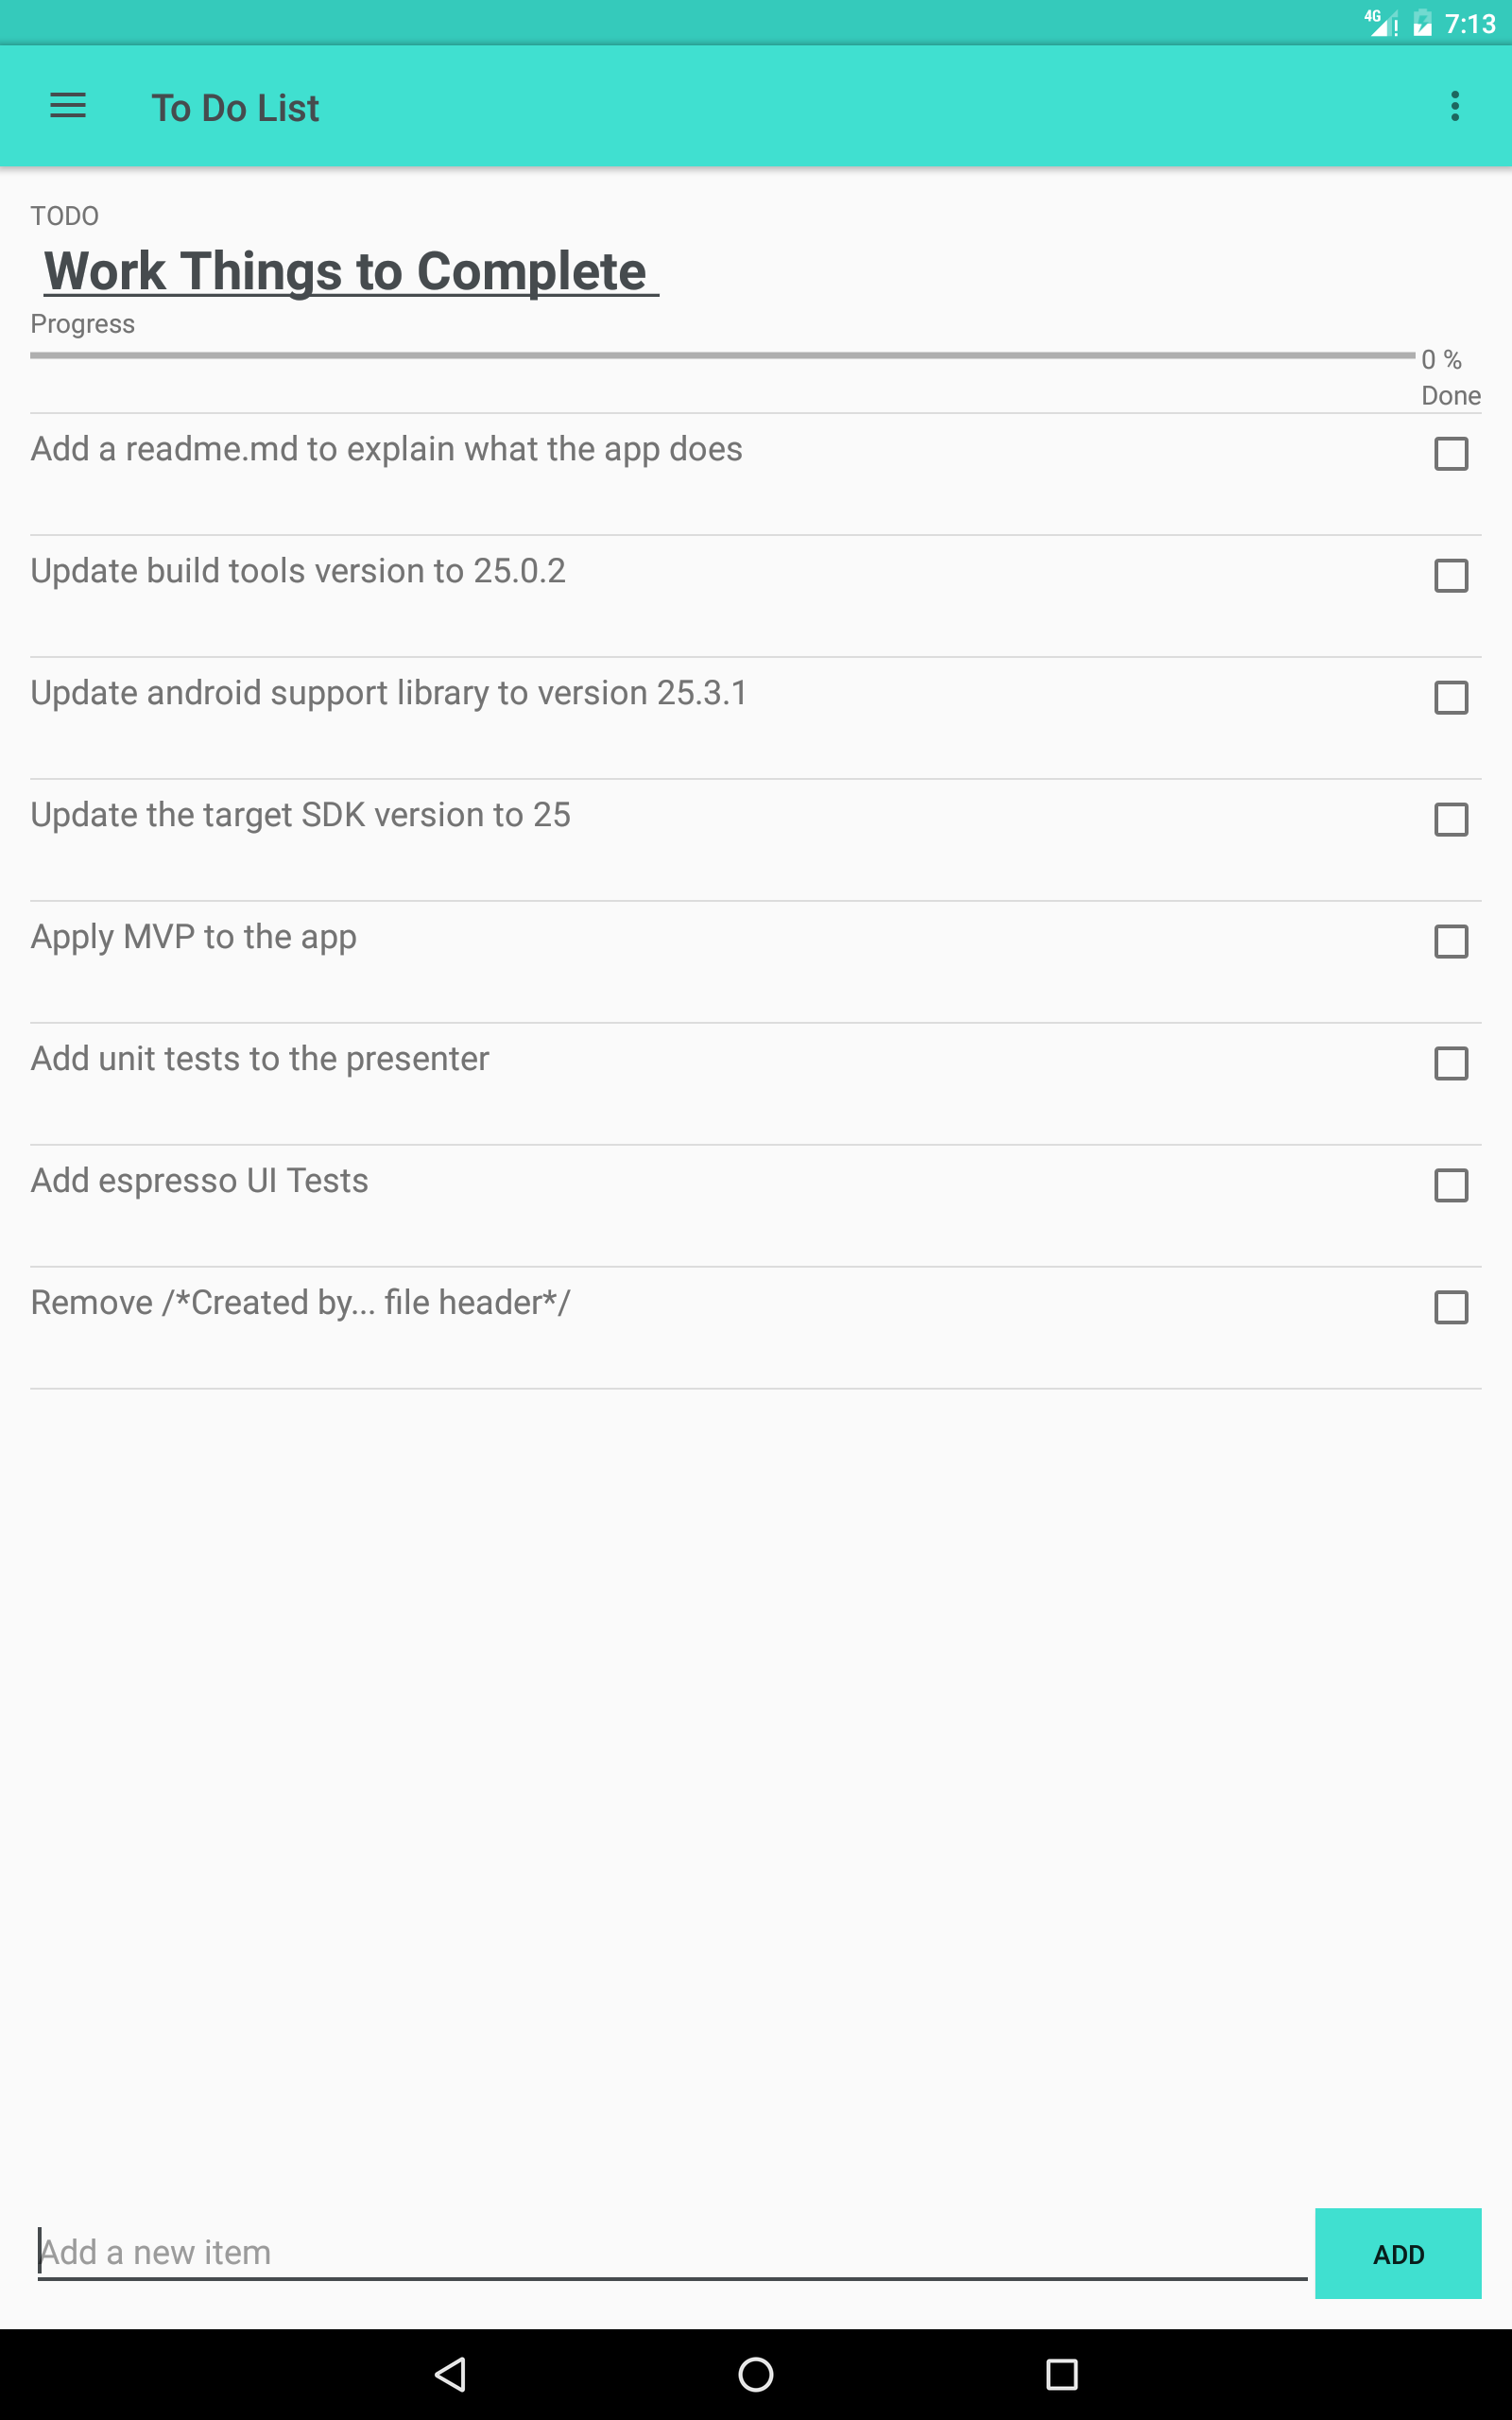 4G 7:13
To Do List
TODO
Work Things to Complete
Progress
0 %
Done
Add a readme.md to explain what the app does
Update build tools version to 25.0.2
Update android support library to version 25.3.1
Update the target SDK version to 25
Apply MVP to the app
Add unit tests to the presenter
Add espresso UI Tests
Remove /*Created by... file header*/
Add a new item
ADD